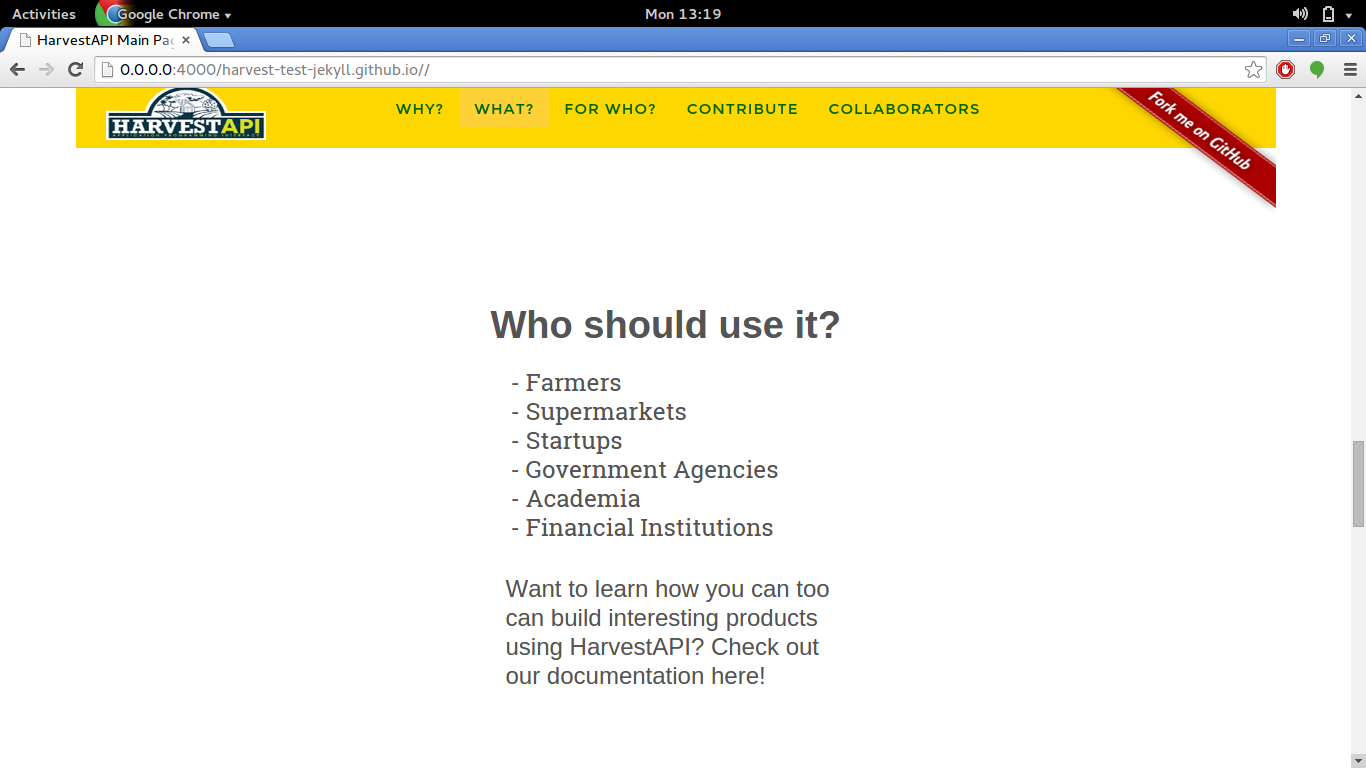 Activities Google Chrome Mon 13:19
HarvestAPI Main Pag
0.0.0.0:4000/harvest-test-jekyll.github.io//
HARVESTAPI WHY? WHAT? FOR WHO? CONTRIBUTE COLLABORATORS
APPLICATION PROGRAMMING INTERFACE
Fork me on GitHub
Who should use it?
- Farmers
- Supermarkets
- Startups
- Government Agencies
- Academia
- Financial Institutions
Want to learn how you can too
can build interesting products
using HarvestAPI? Check out
our documentation here!